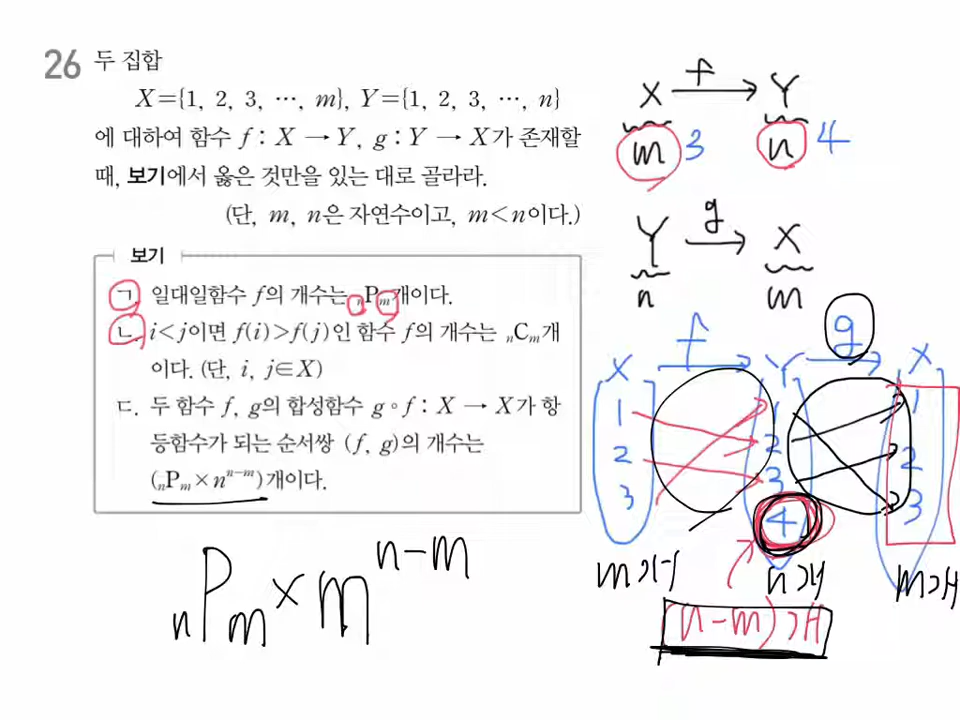 26 두 집합
X={1, 2, 3, ⋯, m}, Y={1, 2, 3, ⋯, n}
에 대하여 함수 f : X → Y, g : Y → X가 존재할
때, 보기에서 옳은 것만을 있는 대로 골라라.
(단, m, n은 자연수이고, m<n이다.)
보기
ㄱ. 일대일함수 f의 개수는 ₙPₘ개이다.
ㄴ. i<j이면 f(i)>f(j)인 함수 f의 개수는 ₙCₘ개
이다. (단, i, j∈X)
ㄷ. 두 함수 f, g의 합성함수 g∘f : X → X가 항
등함수가 되는 순서쌍 (f, g)의 개수는
(ₙPₘ×nⁿ⁻ᵐ)개이다.
ₙPₘ × mⁿ⁻ᵐ
f
X → Y
m 3 n 4
g
Y → X
n m
f g
X Y X
1 1 1
2 2 2
3 3 3
4
m개 n개 m개
(n-m)개